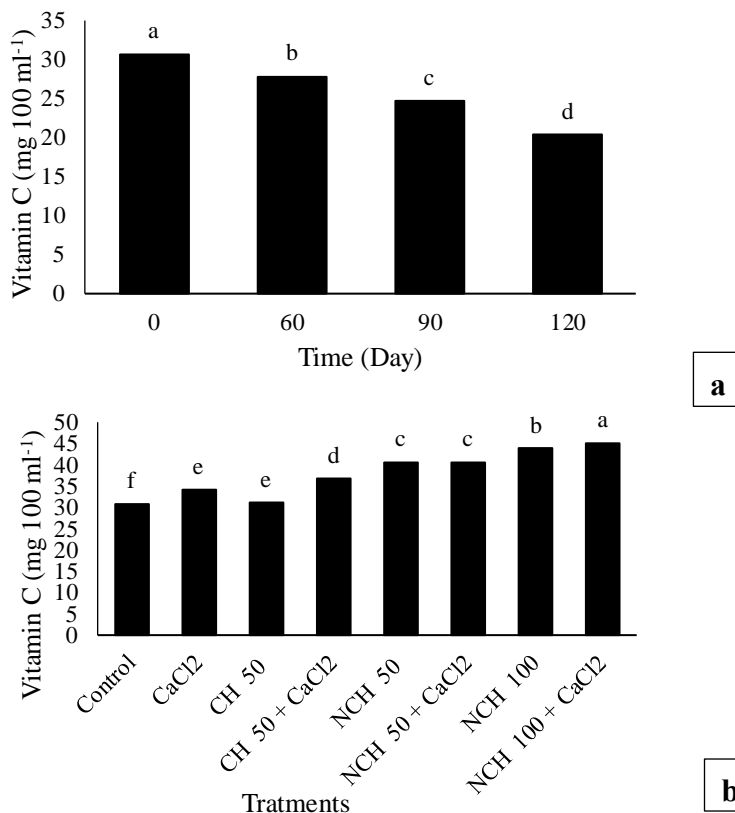 Vitamin C (mg 100 ml⁻¹)
35
30
25
20
15
10
5
0
a
b
c
d
0 60 90 120
Time (Day)
a
Vitamin C (mg 100 ml⁻¹)
50
45
40
35
30
25
20
15
10
5
0
f
e
e
d
c
c
b
a
Control
CaCl2
CH 50
CH 50 + CaCl2
NCH 50
NCH 50 + CaCl2
NCH 100
NCH 100 + CaCl2
Tratments
b